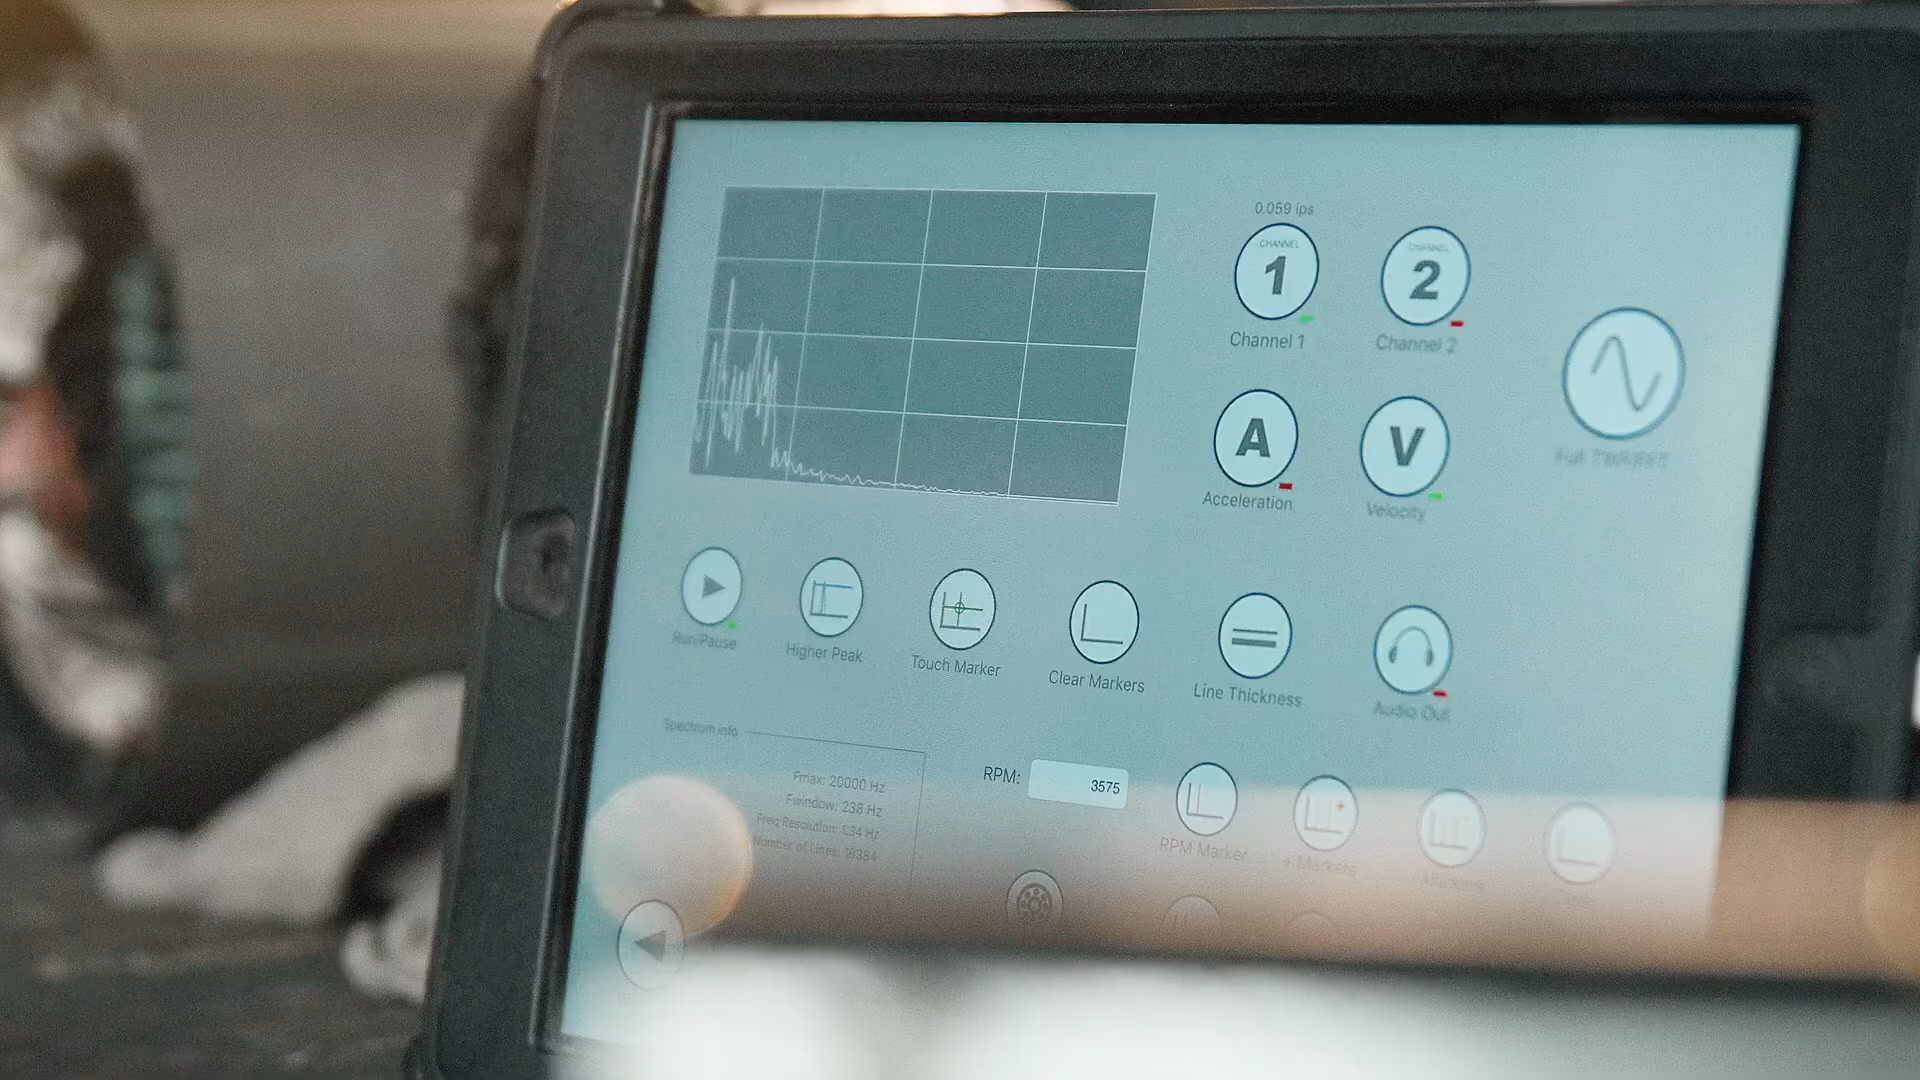 0.059 ips
CHANNEL
1
Channel 1
CHANNEL
2
Channel 2
A
Acceleration
V
Velocity
Run/Pause
Higher Peak
Touch Marker
Clear Markers
Line Thickness
Audio Out
Spectrum info
Fmax: 20000 Hz
Fwindow: 238 Hz
Freq Resolution: 1.34 Hz
Number of Lines: 16384
RPM: 3575
RPM Marker
+ Markers